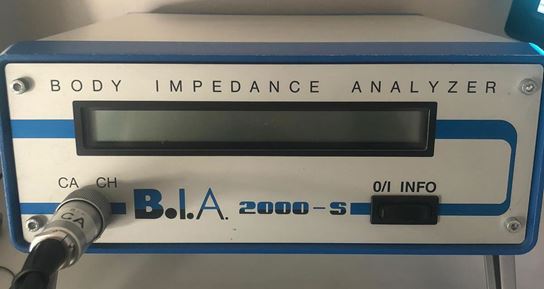 BODY IMPEDANCE ANALYZER
CA CH
0/I INFO
CA
B.I.A. 2000-S